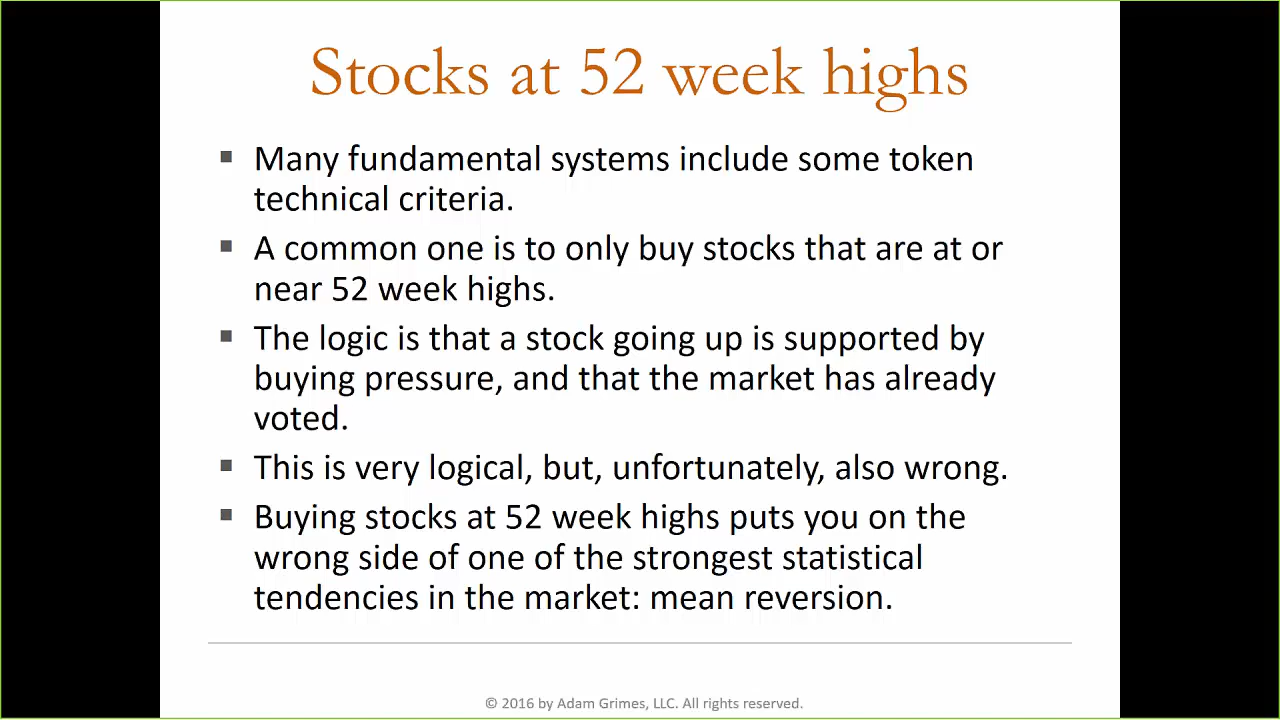 Stocks at 52 week highs
▪ Many fundamental systems include some token
technical criteria.
▪ A common one is to only buy stocks that are at or
near 52 week highs.
▪ The logic is that a stock going up is supported by
buying pressure, and that the market has already
voted.
▪ This is very logical, but, unfortunately, also wrong.
▪ Buying stocks at 52 week highs puts you on the
wrong side of one of the strongest statistical
tendencies in the market: mean reversion.
© 2016 by Adam Grimes, LLC. All rights reserved.